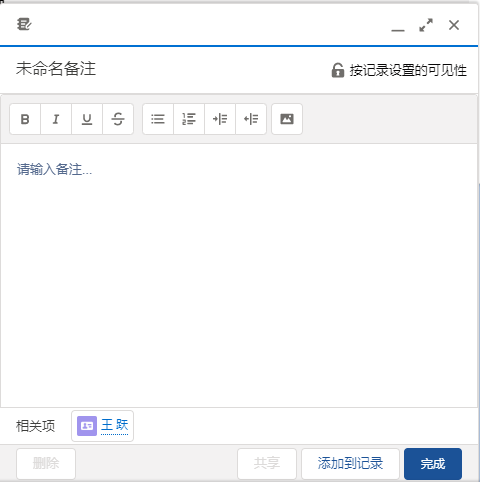 未命名备注
按记录设置的可见性
B I U S
请输入备注...
相关项
王 跃
删除
共享
添加到记录
完成